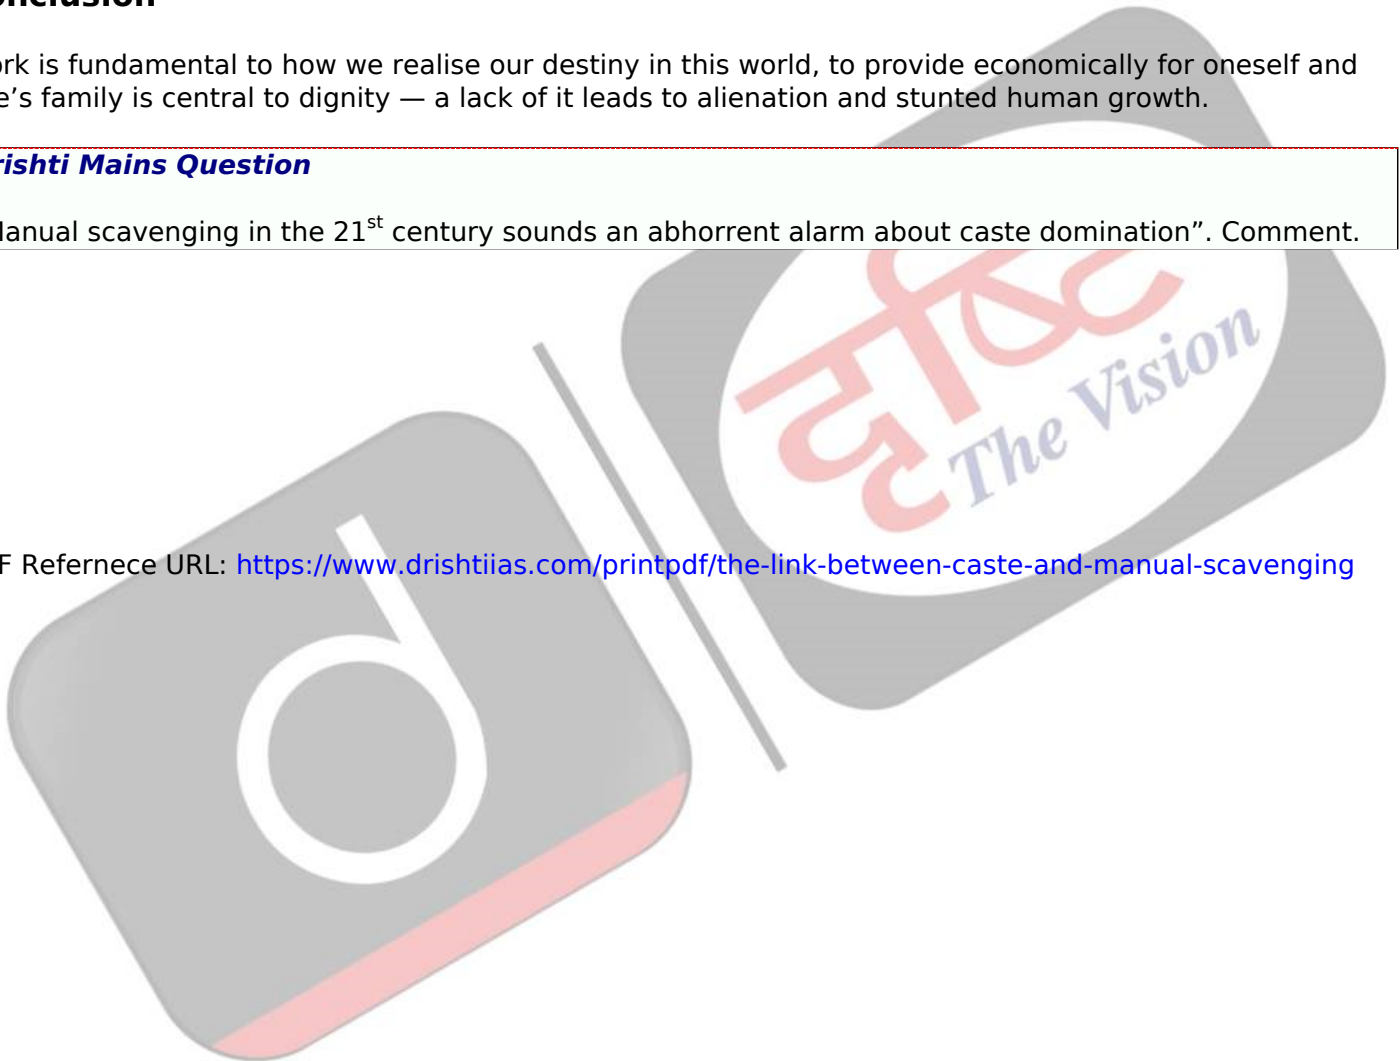 onclusion
ork is fundamental to how we realise our destiny in this world, to provide economically for oneself and
e’s family is central to dignity — a lack of it leads to alienation and stunted human growth.
rishti Mains Question
anual scavenging in the 21st century sounds an abhorrent alarm about caste domination”. Comment.
दृष्टि
The Vision
d
F Refernece URL: https://www.drishtiias.com/printpdf/the-link-between-caste-and-manual-scavenging